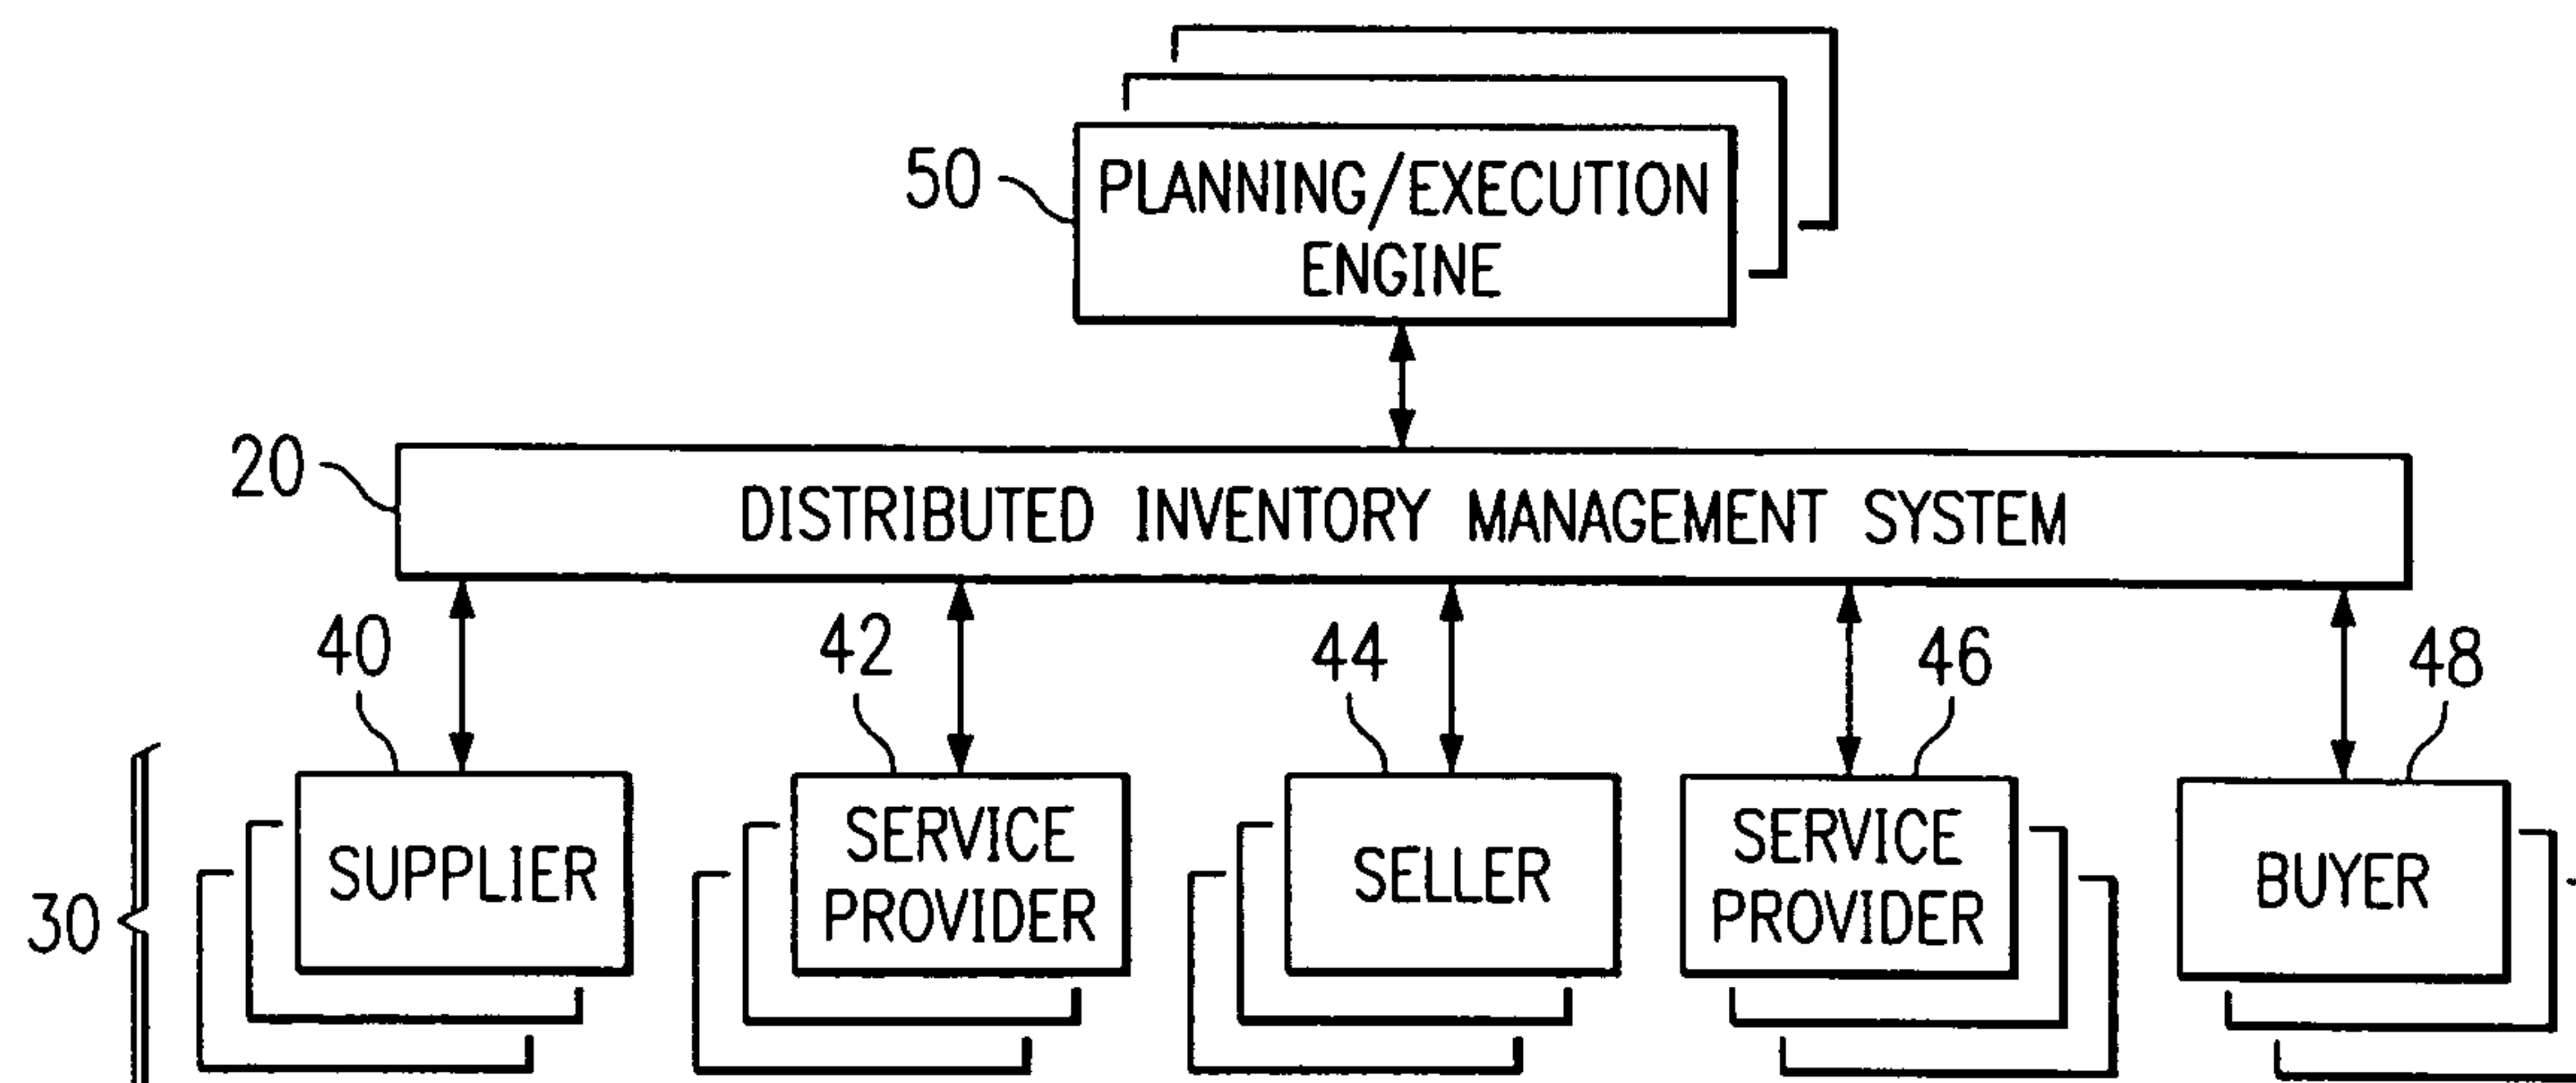 50
PLANNING/EXECUTION
ENGINE
20
DISTRIBUTED INVENTORY MANAGEMENT SYSTEM
40
42
44
46
48
30
SUPPLIER
SERVICE
PROVIDER
SELLER
SERVICE
PROVIDER
BUYER